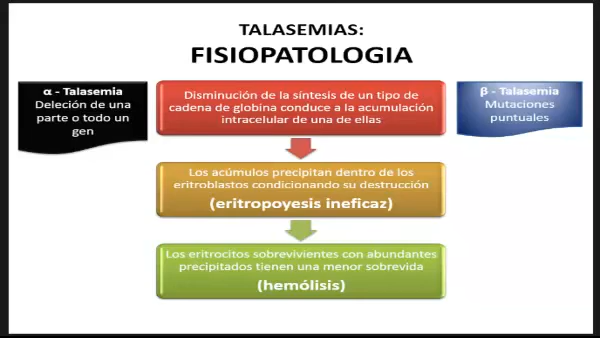 TALASEMIAS:
FISIOPATOLOGIA
α - Talasemia
Deleción de una
parte o todo un
gen
Disminución de la síntesis de un tipo de
cadena de globina conduce a la acumulación
intracelular de una de ellas
β - Talasemia
Mutaciones
puntuales
Los acúmulos precipitan dentro de los
eritroblastos condicionando su destrucción
(eritropoyesis ineficaz)
Los eritrocitos sobrevivientes con abundantes
precipitados tienen una menor sobrevida
(hemólisis)